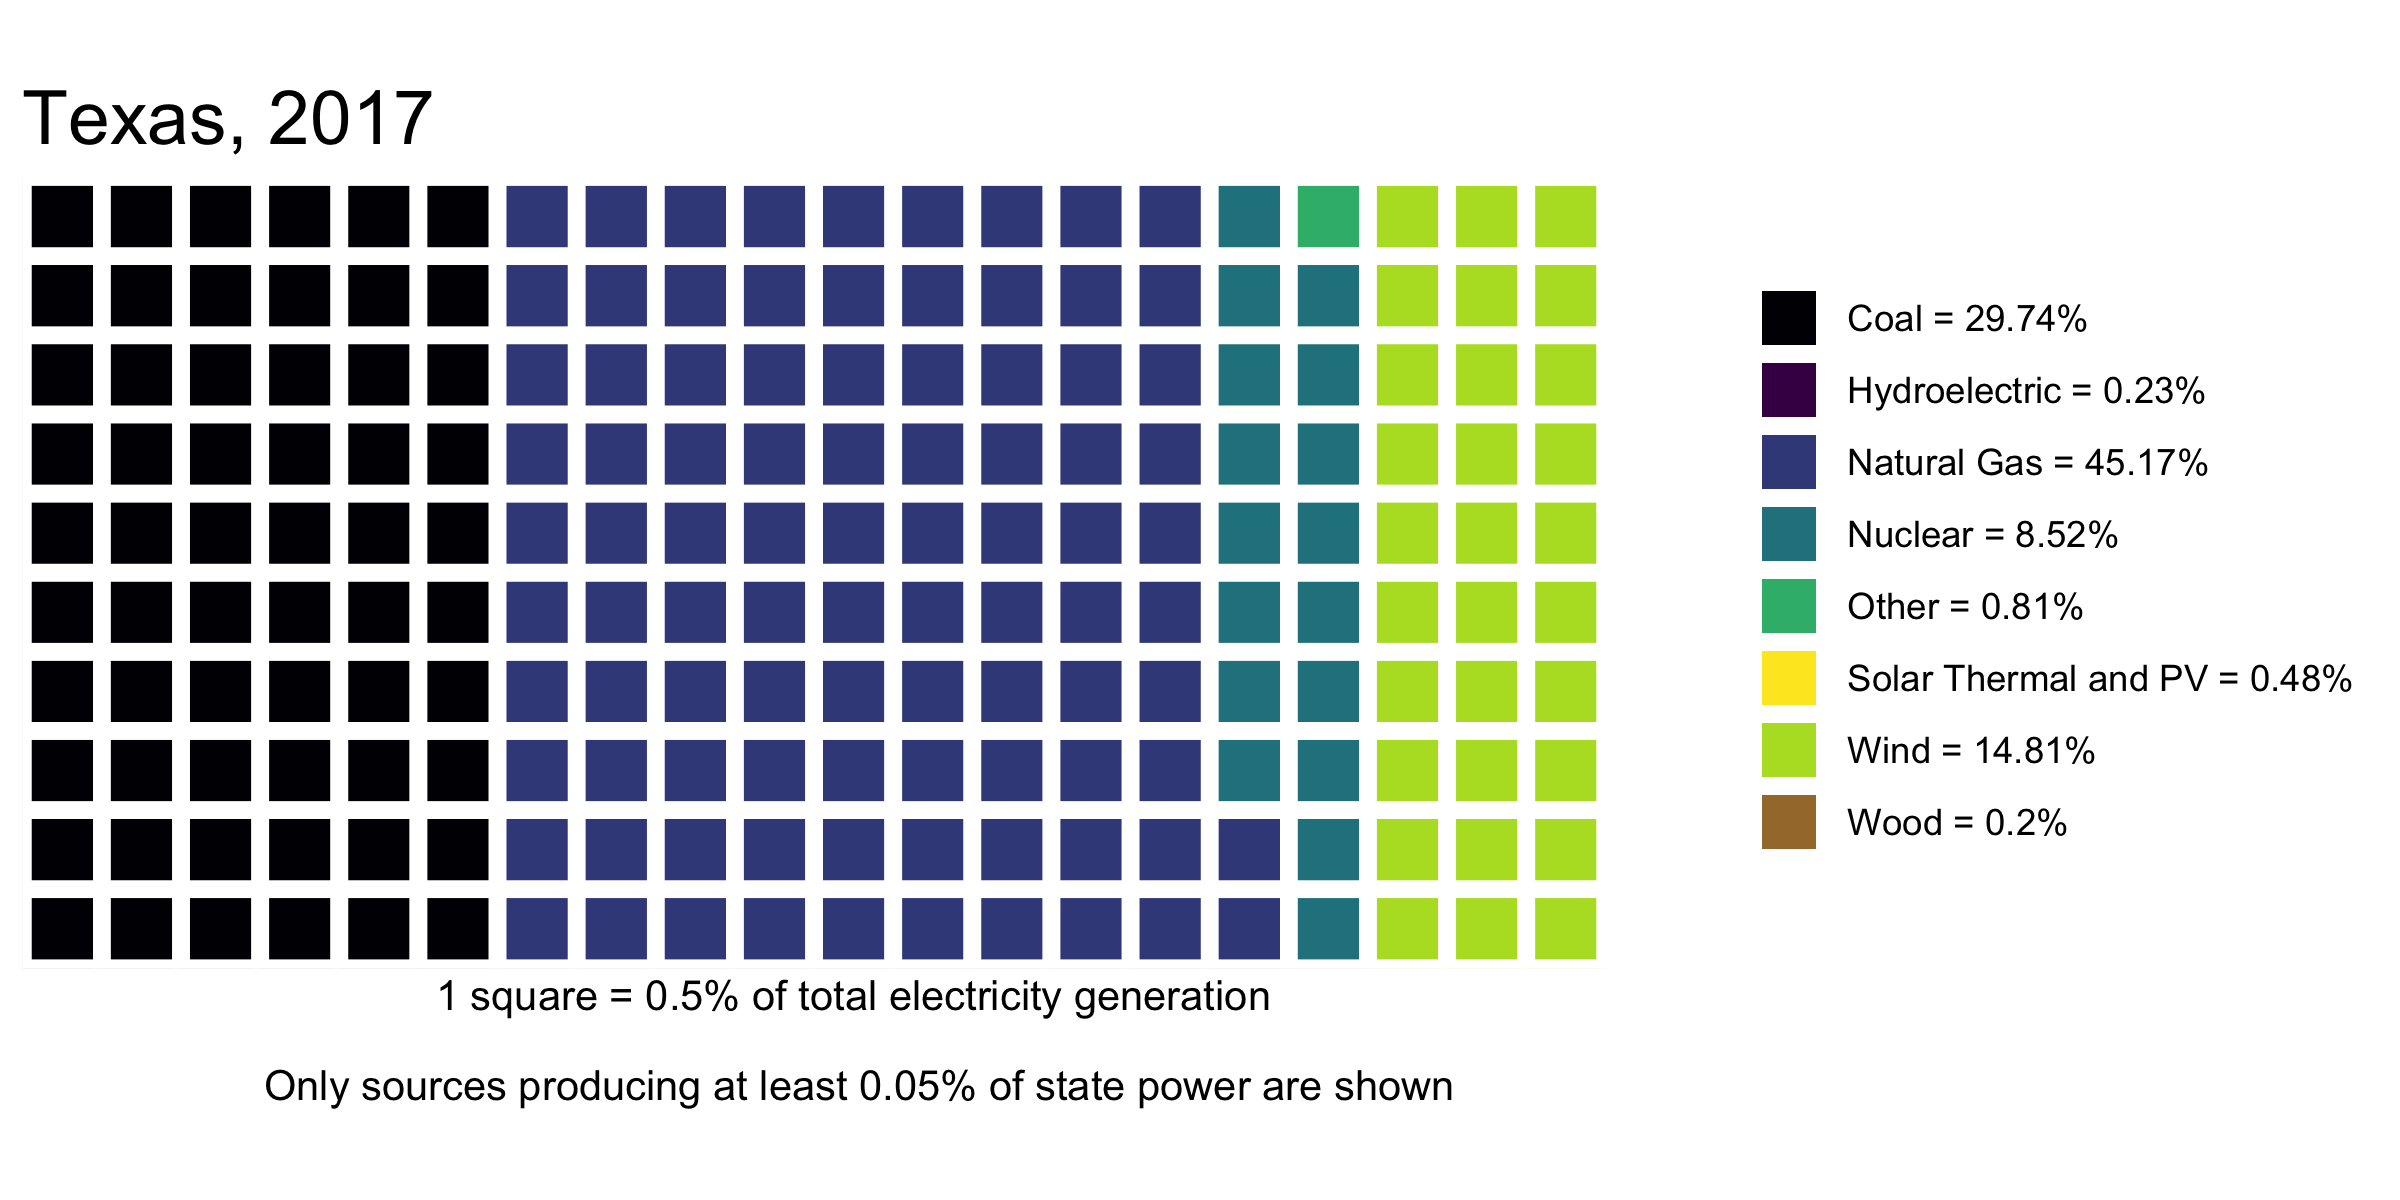 Texas, 2017
Coal = 29.74%
Hydroelectric = 0.23%
Natural Gas = 45.17%
Nuclear = 8.52%
Other = 0.81%
Solar Thermal and PV = 0.48%
Wind = 14.81%
Wood = 0.2%
1 square = 0.5% of total electricity generation
Only sources producing at least 0.05% of state power are shown